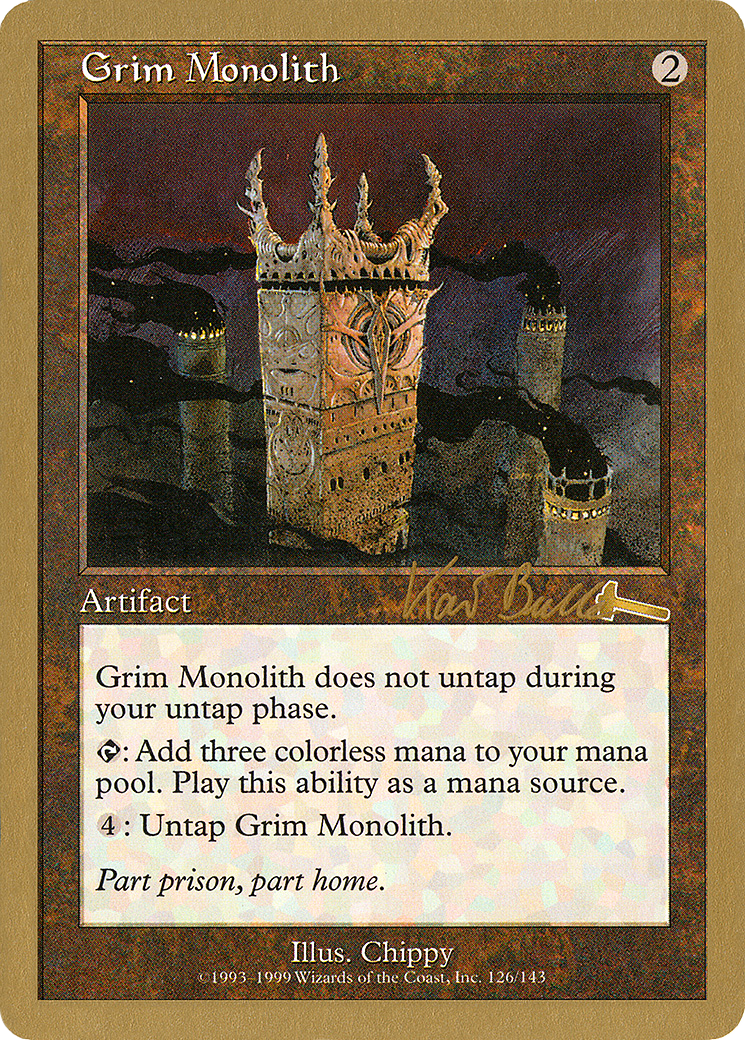 Grim Monolith 2
Artifact
Grim Monolith does not untap during
your untap phase.
: Add three colorless mana to your mana
pool. Play this ability as a mana source.
4: Untap Grim Monolith.
Part prison, part home.
Illus. Chippy
©1993–1999 Wizards of the Coast, Inc. 126/143